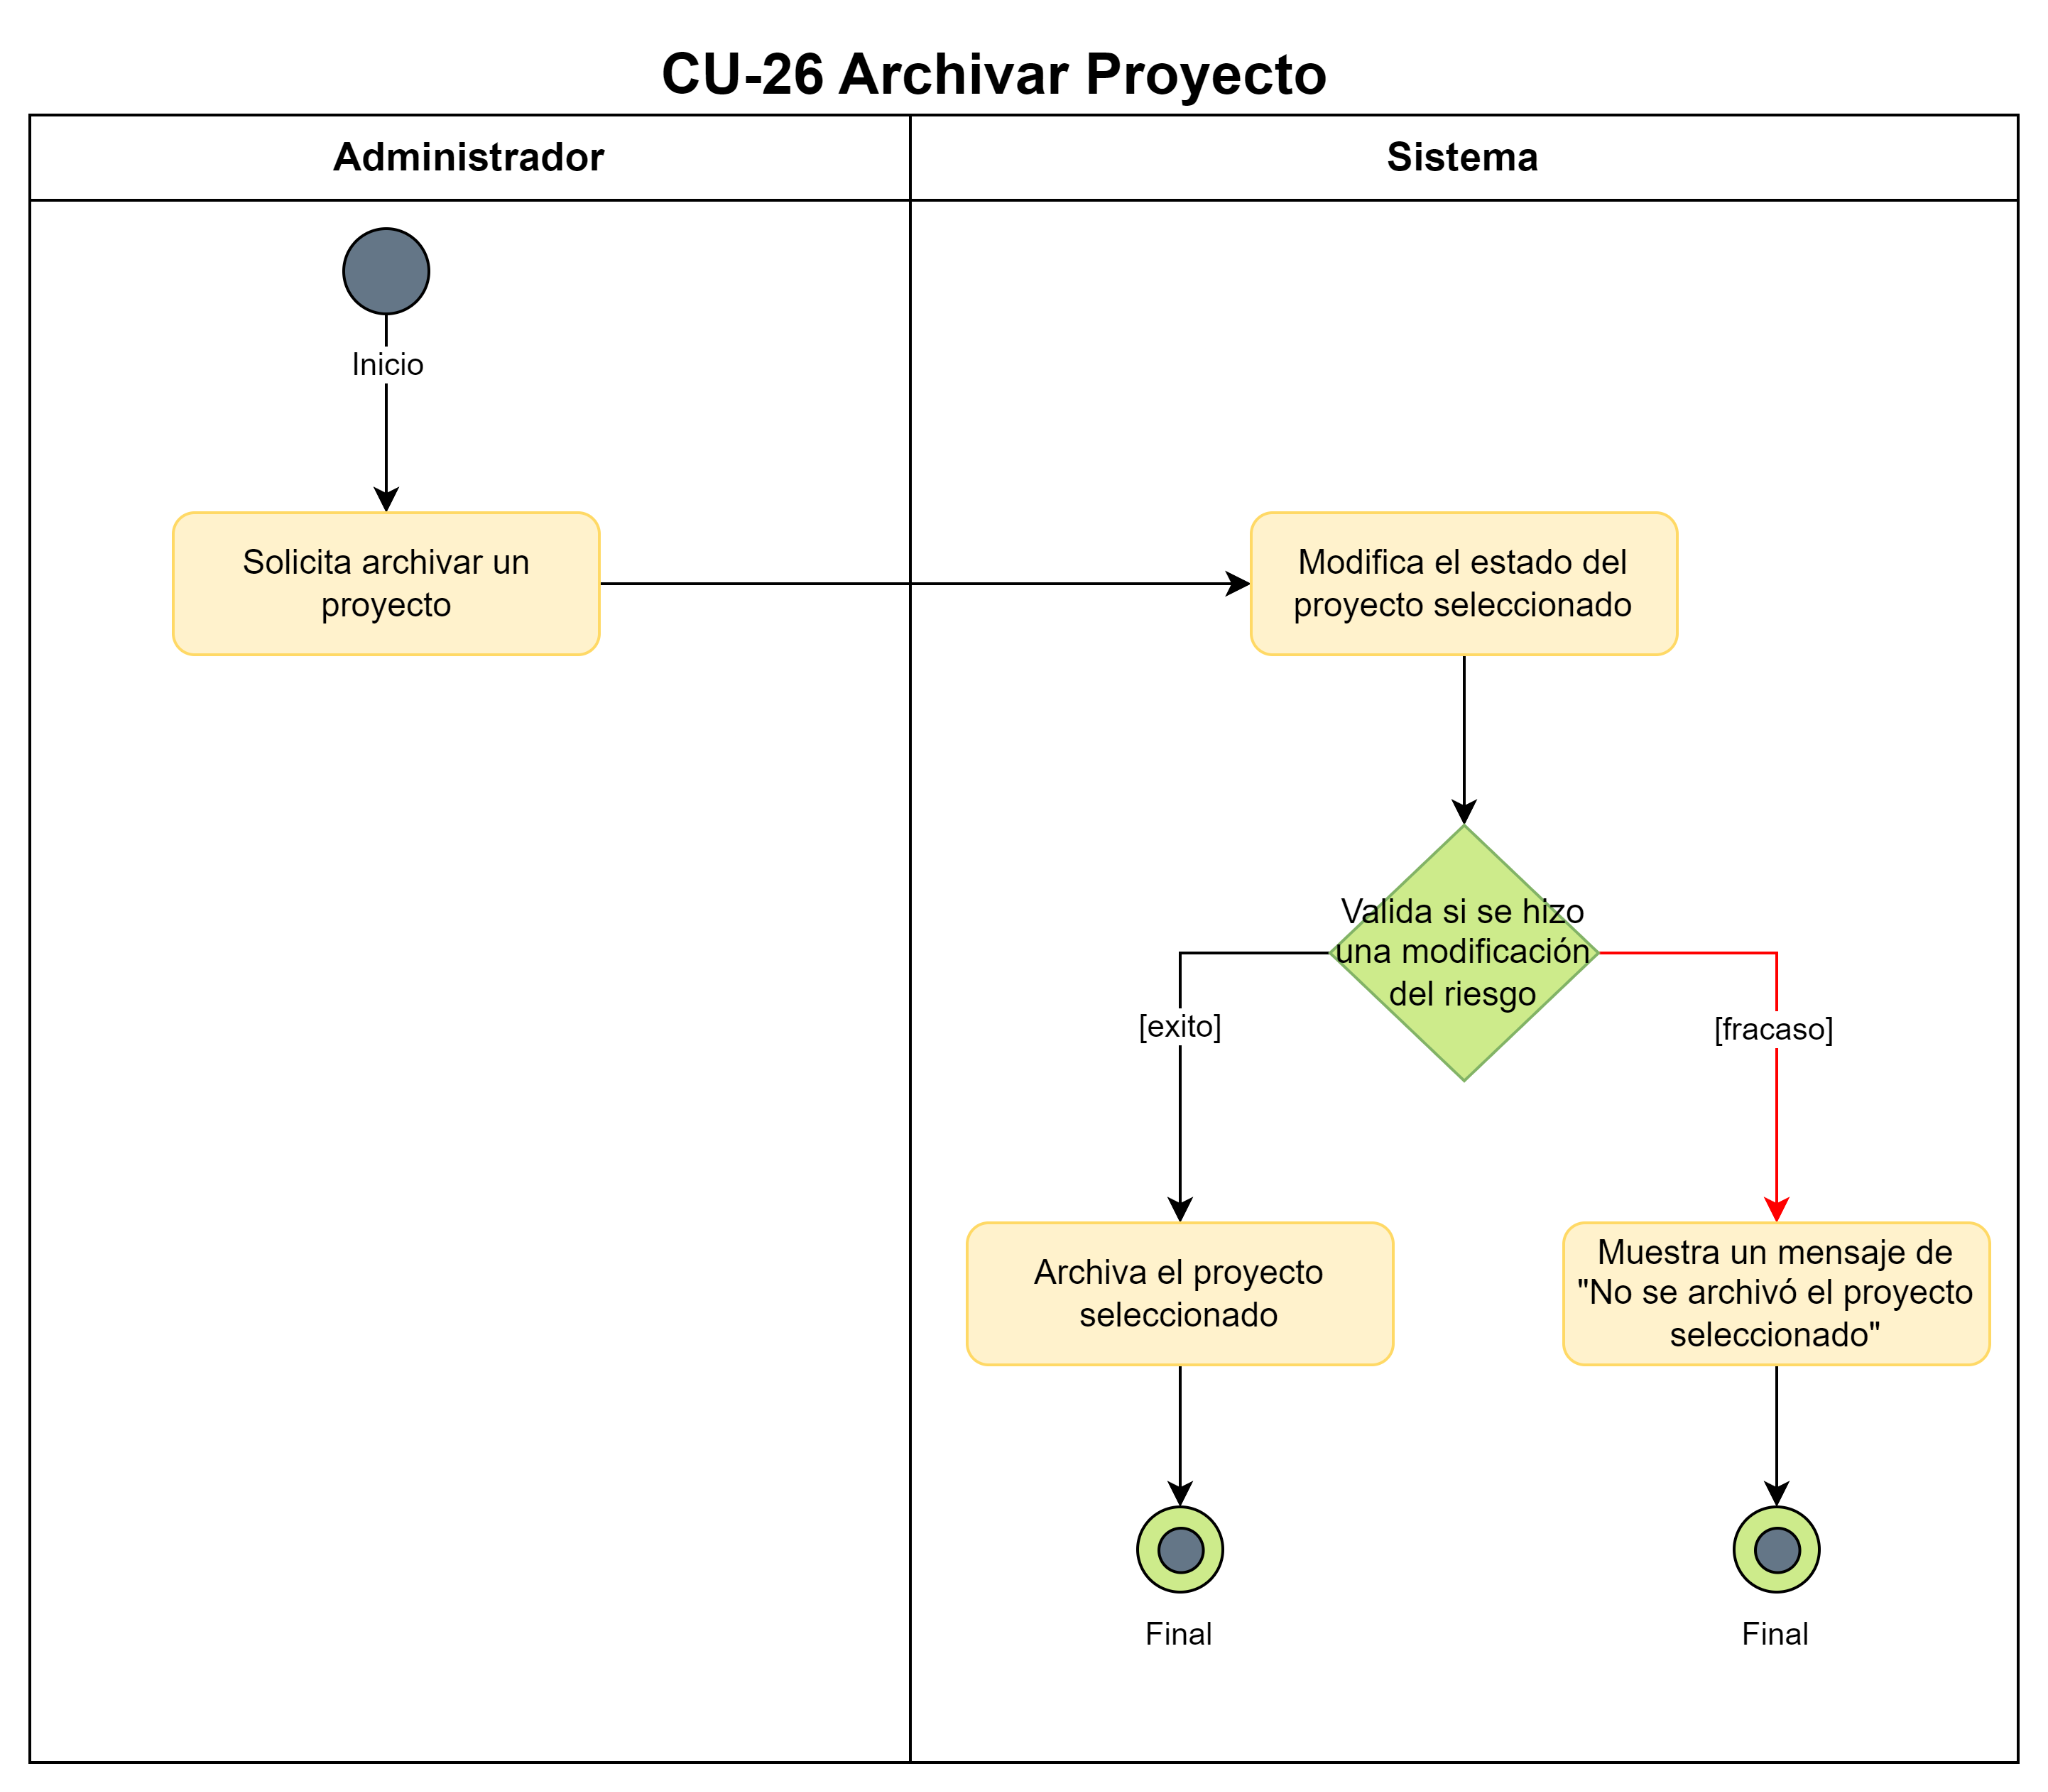 CU-26 Archivar Proyecto
Administrador
Sistema
Inicio
Solicita archivar un
proyecto
Modifica el estado del
proyecto seleccionado
Valida si se hizo
una modificación
del riesgo
[exito]
[fracaso]
Archiva el proyecto
seleccionado
Muestra un mensaje de
"No se archivó el proyecto
seleccionado"
Final
Final